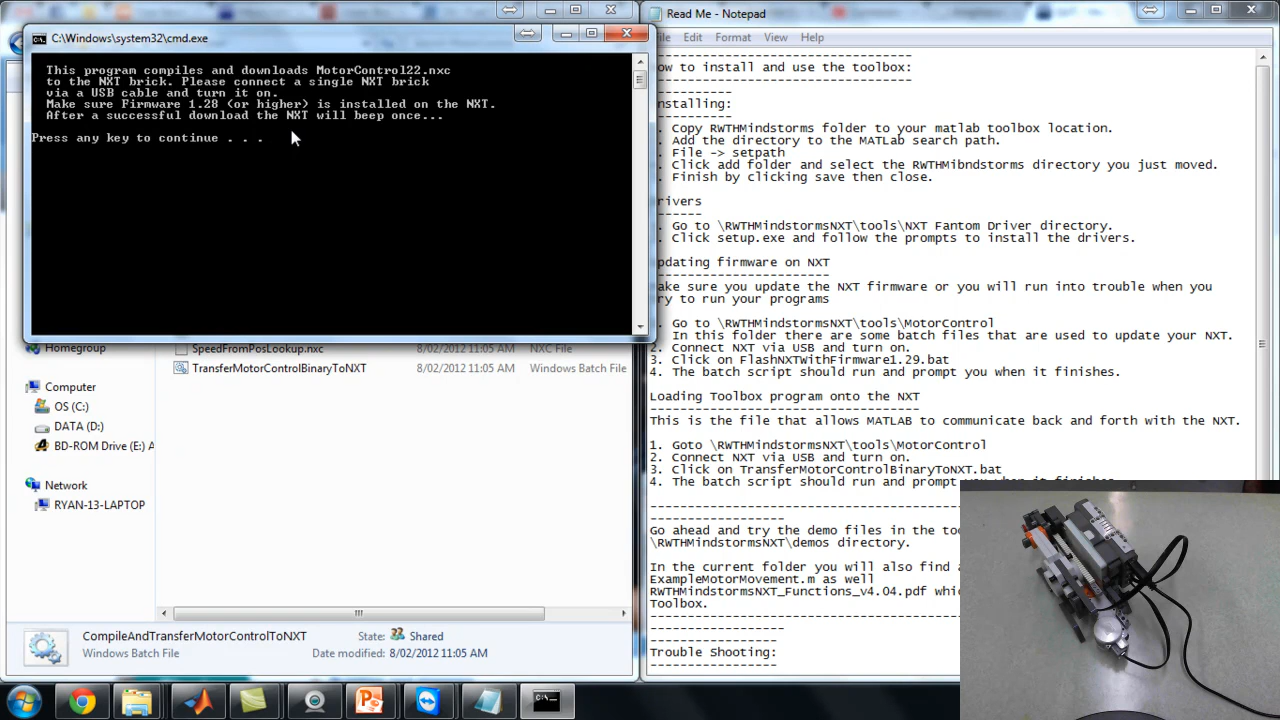 C:\Windows\system32\cmd.exe
This program compiles and downloads MotorControl22.nxc
to the NXT brick. Please connect a single NXT brick
via a USB cable and turn it on.
Make sure Firmware 1.28 (or higher) is installed on the NXT.
After a successful download the NXT will beep once...
Press any key to continue . . .
Homegroup
Computer
OS (C:)
DATA (D:)
BD-ROM Drive (E:) A
Network
RYAN-13-LAPTOP
SpeedFromPosLookup.nxc 8/02/2012 11:05 AM NXC File
TransferMotorControlBinaryToNXT 8/02/2012 11:05 AM Windows Batch File
CompileAndTransferMotorControlToNXT State: Shared
Windows Batch File Date modified: 8/02/2012 11:05 AM
Read Me - Notepad
ile Edit Format View Help
-----------------------------------
ow to install and use the toolbox:
-----------------------------------
nstalling:
-----------
. Copy RWTHMindstorms folder to your matlab toolbox location.
. Add the directory to the MATLab search path.
. File -> setpath
. Click add folder and select the RWTHMibndstorms directory you just moved.
. Finish by clicking save then close.
rivers
-------
. Go to \RWTHMindstormsNXT\tools\NXT Fantom Driver directory.
. Click setup.exe and follow the prompts to install the drivers.
pdating firmware on NXT
------------------------
ake sure you update the NXT firmware or you will run into trouble when you
ry to run your programs
. Go to \RWTHMindstormsNXT\tools\MotorControl
In this folder there are some batch files that are used to update your NXT.
2. Connect NXT via USB and turn on.
3. Click on FlashNXTWithFirmware1.29.bat
4. The batch script should run and prompt you when it finishes.
Loading Toolbox program onto the NXT
------------------------------------
This is the file that allows MATLAB to communicate back and forth with the NXT.
1. Goto \RWTHMindstormsNXT\tools\MotorControl
2. Connect NXT via USB and turn on.
3. Click on TransferMotorControlBinaryToNXT.bat
4. The batch script should run and prompt you when it finishes.
------------------
Go ahead and try the demo files in the too
\RWTHMindstormsNXT\demos directory.
In the current folder you will also find a
ExampleMotorMovement.m as well
RWTHMindstormsNXT_Functions_v4.04.pdf whic
Toolbox.
------------------
-----------------
Trouble Shooting:
-----------------